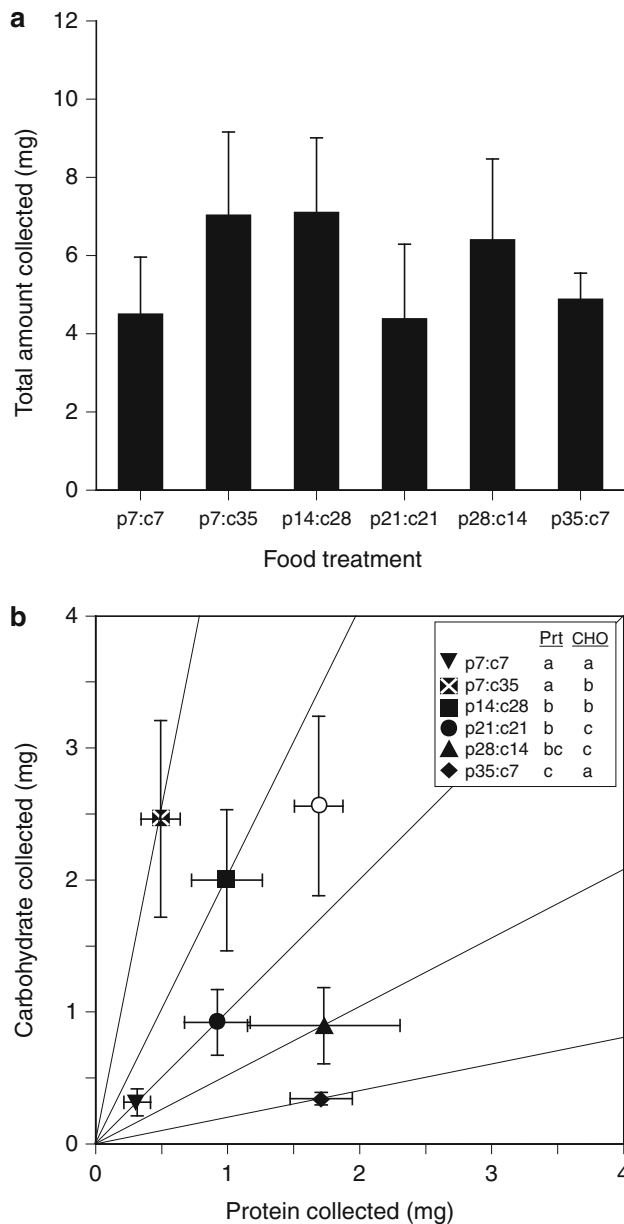 a
12
10
8
6
4
2
0
Total amount collected (mg)
p7:c7 p7:c35 p14:c28 p21:c21 p28:c14 p35:c7
Food treatment
b
4
3
2
1
0
Carbohydrate collected (mg)
Prt CHO
p7:c7 a a
p7:c35 a b
p14:c28 b b
p21:c21 b c
p28:c14 bc c
p35:c7 c a
0 1 2 3 4
Protein collected (mg)